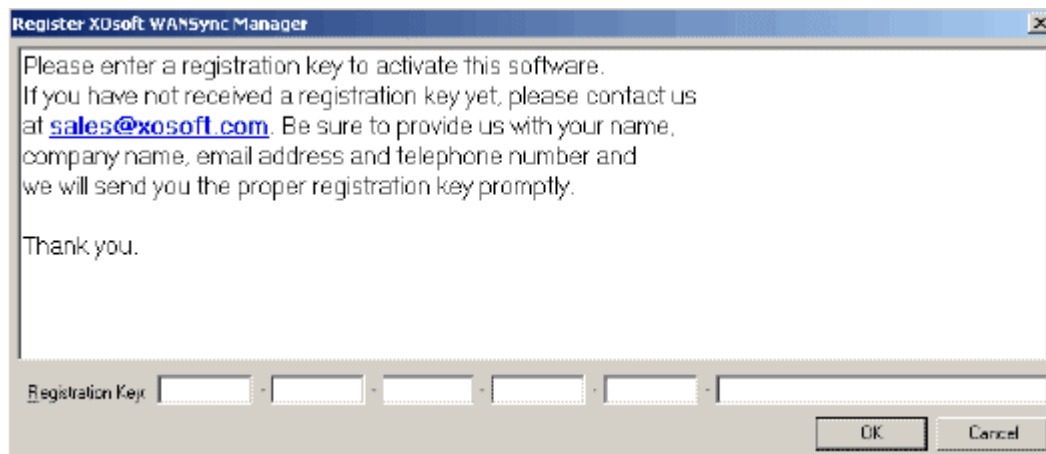 Register XOsoft WANSync Manager
Please enter a registration key to activate this software.
If you have not received a registration key yet, please contact us
at sales@xosoft.com. Be sure to provide us with your name,
company name, email address and telephone number and
we will send you the proper registration key promptly.
Thank you.
Registration Key: - - - - -
OK Cancel